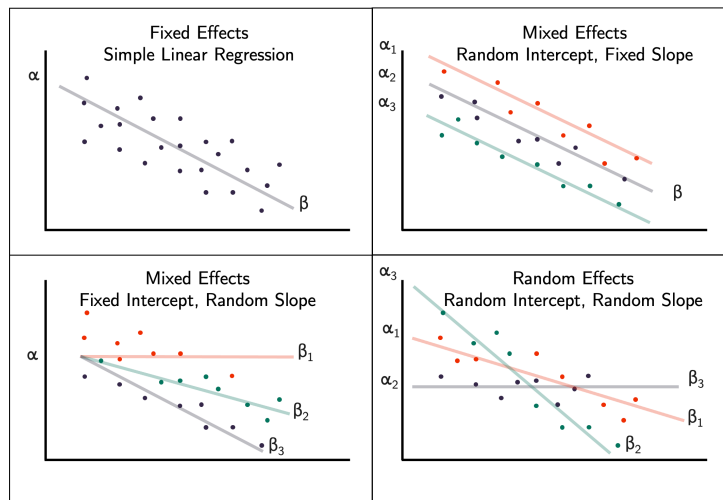 Fixed Effects
Simple Linear Regression
α
β
Mixed Effects
Random Intercept, Fixed Slope
α1
α2
α3
β
Mixed Effects
Fixed Intercept, Random Slope
α
β1
β2
β3
Random Effects
Random Intercept, Random Slope
α3
α1
α2
β3
β1
β2